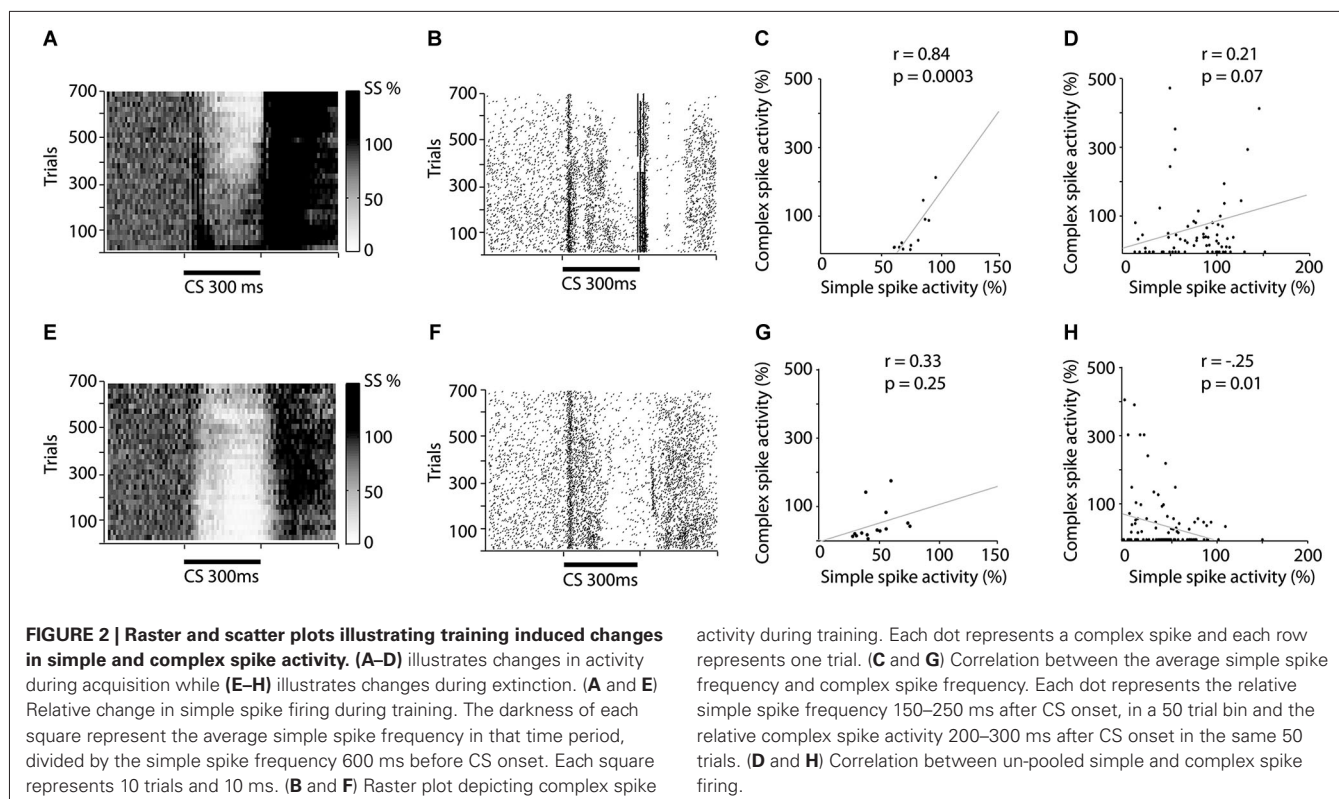 A
B
C
D
r = 0.84
p = 0.0003
r = 0.21
p = 0.07
SS %
100
50
0
700
500
300
100
Trials
CS 300 ms
700
500
300
100
Trials
CS 300ms
500
300
100
Complex spike activity (%)
0
50
100
150
Simple spike activity (%)
500
300
100
Complex spike activity (%)
0
100
200
Simple spike activity (%)
E
F
G
H
r = 0.33
p = 0.25
r = -.25
p = 0.01
SS %
100
50
0
700
500
300
100
Trials
CS 300ms
700
500
300
100
Trials
CS 300ms
500
300
100
Complex spike activity (%)
0
50
100
150
Simple spike activity (%)
500
300
100
Complex spike activity (%)
0
100
200
Simple spike activity (%)
FIGURE 2 | Raster and scatter plots illustrating training induced changes
in simple and complex spike activity. (A–D) illustrates changes in activity
during acquisition while (E–H) illustrates changes during extinction. (A and E)
Relative change in simple spike firing during training. The darkness of each
square represent the average simple spike frequency in that time period,
divided by the simple spike frequency 600 ms before CS onset. Each square
represents 10 trials and 10 ms. (B and F) Raster plot depicting complex spike
activity during training. Each dot represents a complex spike and each row
represents one trial. (C and G) Correlation between the average simple spike
frequency and complex spike frequency. Each dot represents the relative
simple spike frequency 150–250 ms after CS onset, in a 50 trial bin and the
relative complex spike activity 200–300 ms after CS onset in the same 50
trials. (D and H) Correlation between un-pooled simple and complex spike
firing.